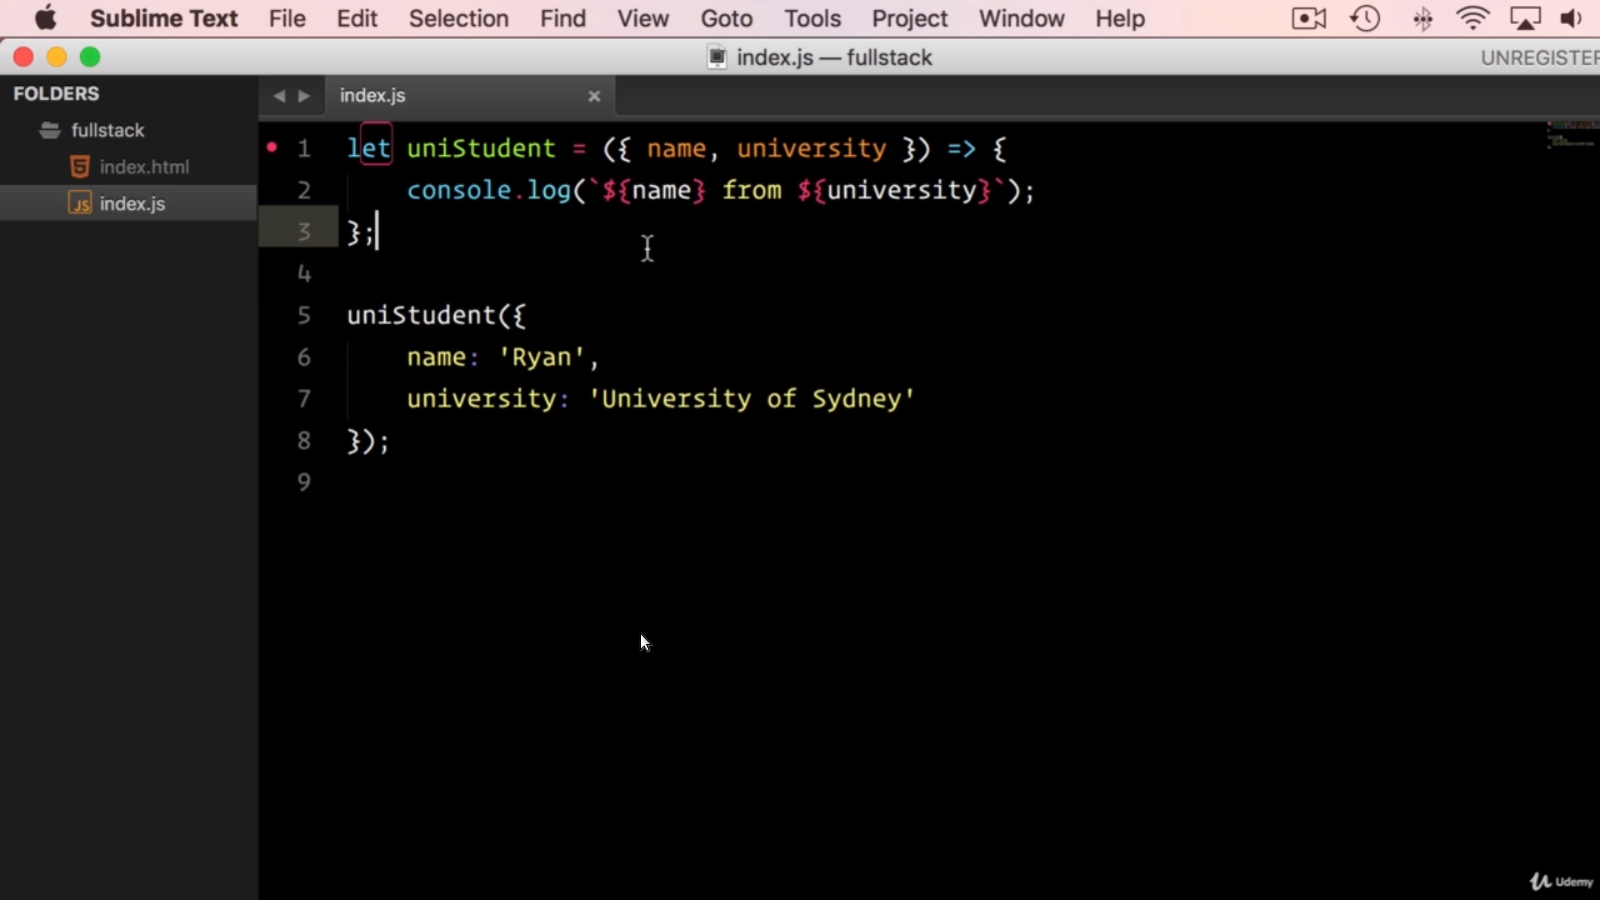 Sublime Text File Edit Selection Find View Goto Tools Project Window Help
index.js — fullstack
UNREGISTER
FOLDERS
fullstack
index.html
index.js
index.js
1 let uniStudent = ({ name, university }) => {
2 console.log(`${name} from ${university}`);
3 };
4
5 uniStudent({
6 name: 'Ryan',
7 university: 'University of Sydney'
8 });
9
Udemy